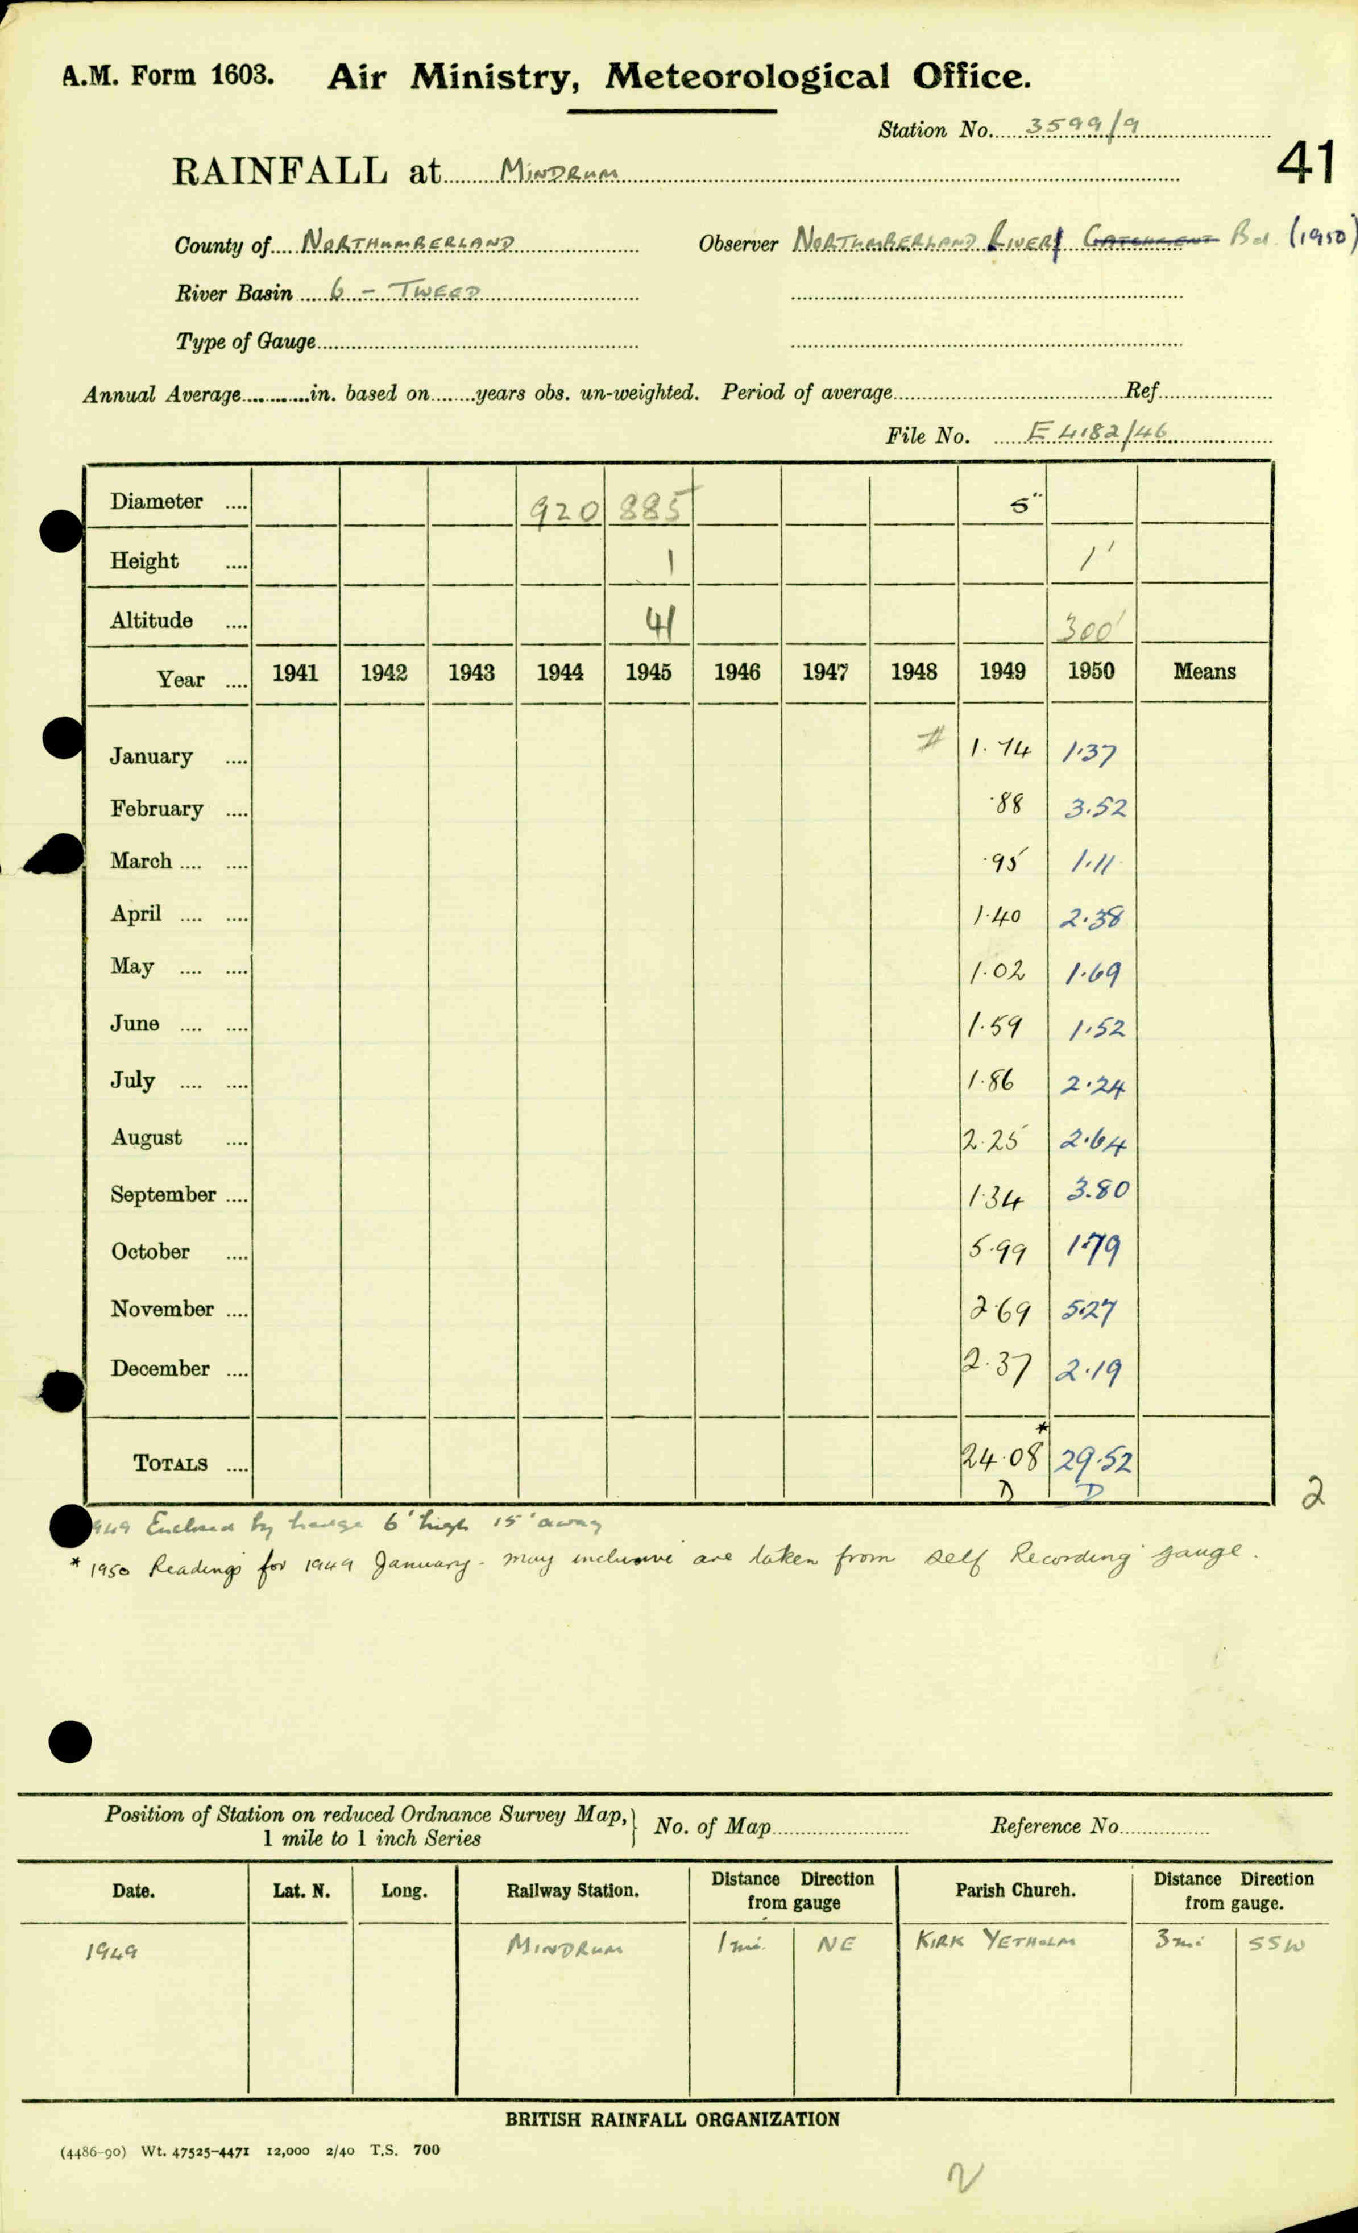 A.M. Form 1603. Air Ministry, Meteorological Office.
Station No. 3599/9
41
RAINFALL at MINDRUM
County of NORTHUMBERLAND Observer NORTHUMBERLAND RIVERS CATCHMENT Bd. (1950)
River Basin 6 - TWEED
Type of Gauge
Annual Average in. based on years obs. un-weighted. Period of average Ref
File No. E 4182/46
Diameter .... 920 885 5"
Height .... 1 1'
Altitude .... 41 300'
Year .... 1941 1942 1943 1944 1945 1946 1947 1948 1949 1950 Means
January .... # 1.74 1.37
February .... .88 3.52
March .... .... .95 1.11
April .... .... 1.40 2.38
May .... .... 1.02 1.69
June .... .... 1.59 1.52
July .... .... 1.86 2.24
August .... 2.25 2.64
September .... 1.34 3.80
October .... 5.99 1.79
November .... 2.69 5.27
December .... 2.37 2.19
*
TOTALS .... 24.08 29.52
D D
2
949 Enclosed by hedge 6' high 15' away
* 1950 Readings for 1949 January - May inclusive are taken from self Recording gauge.
Position of Station on reduced Ordnance Survey Map, 1 mile to 1 inch Series } No. of Map Reference No.
Date. Lat. N. Long. Railway Station. Distance Direction from gauge Parish Church. Distance Direction from gauge.
1949 MINDRUM 1 mi. NE KIRK YETHOLM 3 mi SSW
BRITISH RAINFALL ORGANIZATION
(4486-90) Wt. 47525-4471 12,000 2/40 T.S. 700
2